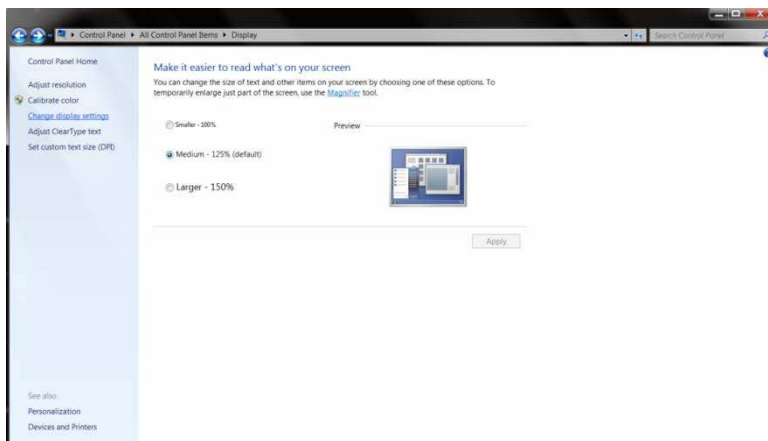 Control Panel ▸ All Control Panel Items ▸ Display
Search Control Panel
Control Panel Home
Adjust resolution
Calibrate color
Change display settings
Adjust ClearType text
Set custom text size (DPI)
Make it easier to read what's on your screen
You can change the size of text and other items on your screen by choosing one of these options. To
temporarily enlarge just part of the screen, use the Magnifier tool.
Smaller - 100%
Preview
Medium - 125% (default)
Larger - 150%
Apply
See also
Personalization
Devices and Printers